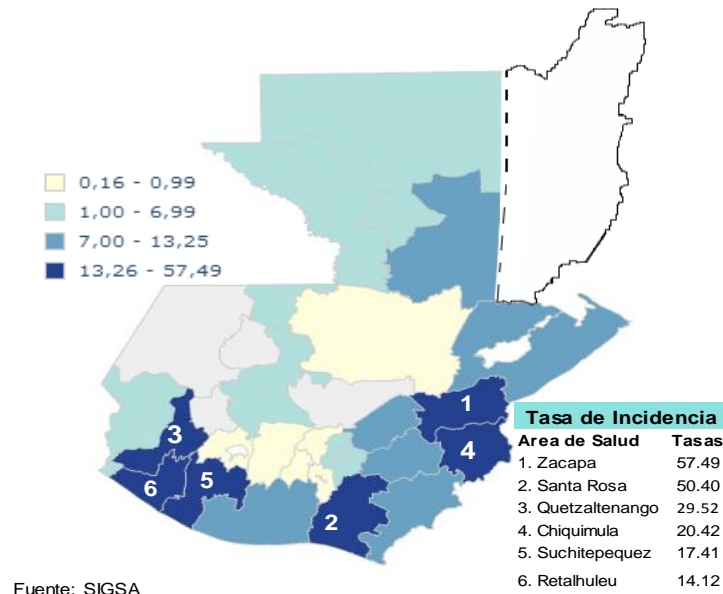 0,16 - 0,99
1,00 - 6,99
7,00 - 13,25
13,26 - 57,49
1
3
4
6
5
2
Tasa de Incidencia
Area de Salud Tasas
1. Zacapa 57.49
2. Santa Rosa 50.40
3. Quetzaltenango 29.52
4. Chiquimula 20.42
5. Suchitepequez 17.41
6. Retalhuleu 14.12
Fuente: SIGSA